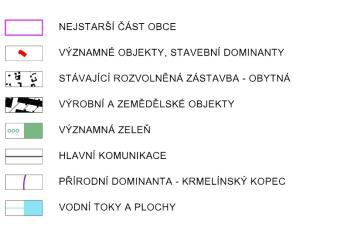 NEJSTARŠÍ ČÁST OBCE
VÝZNAMNÉ OBJEKTY, STAVEBNÍ DOMINANTY
STÁVAJÍCÍ ROZVOLNĚNÁ ZÁSTAVBA - OBYTNÁ
VÝROBNÍ A ZEMĚDĚLSKÉ OBJEKTY
VÝZNAMNÁ ZELEŇ
HLAVNÍ KOMUNIKACE
PŘÍRODNÍ DOMINANTA - KRMELÍNSKÝ KOPEC
VODNÍ TOKY A PLOCHY